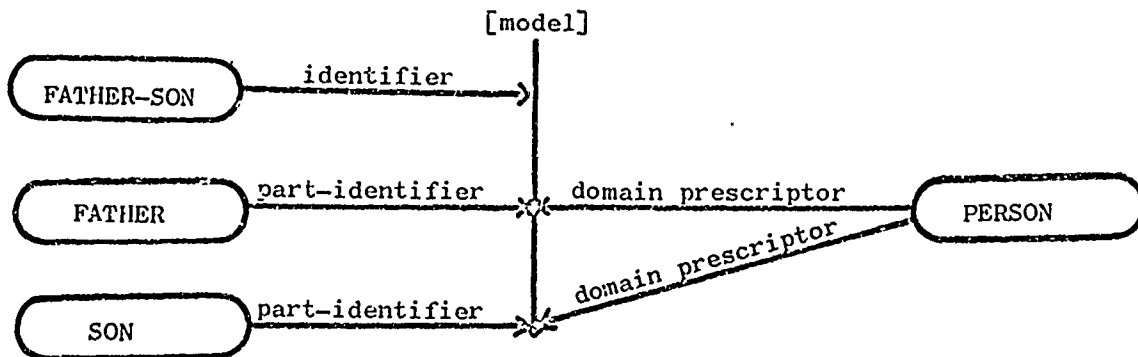 [model]
identifier
FATHER-SON
part-identifier
domain prescriptor
FATHER
PERSON
domain prescriptor
part-identifier
SON